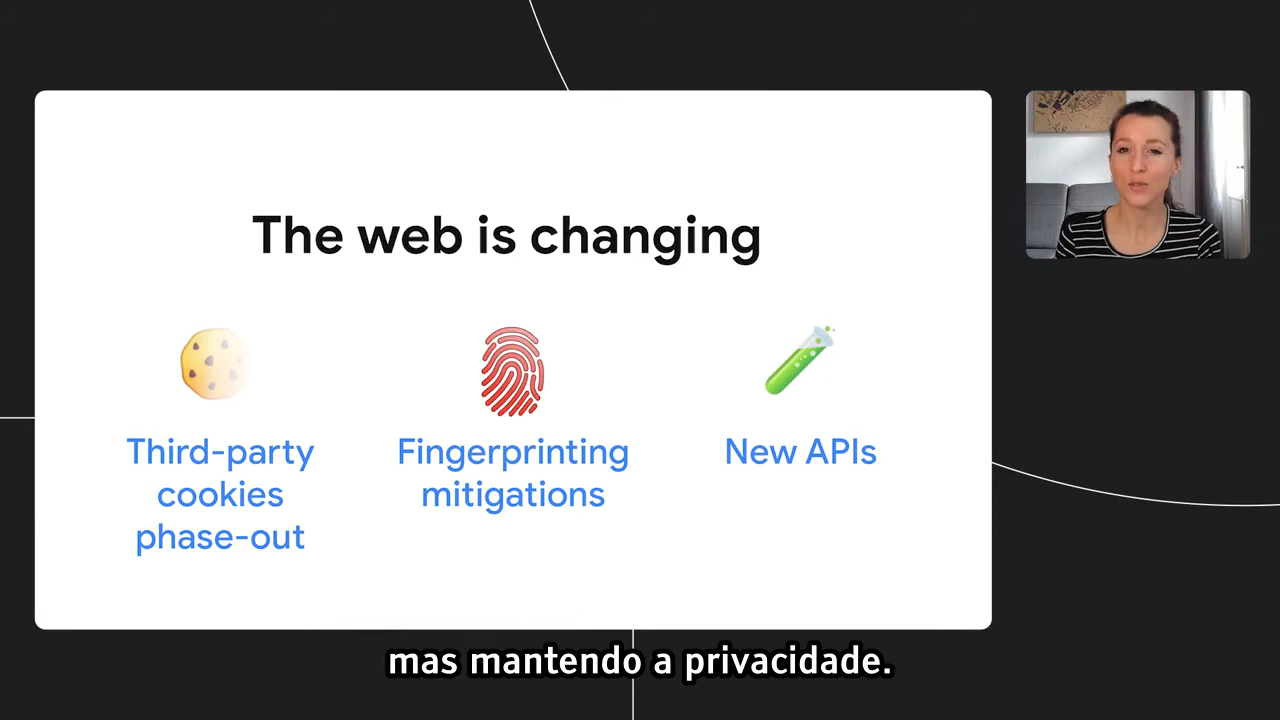 The web is changing
Third-party
cookies
phase-out
Fingerprinting
mitigations
New APIs
mas mantendo a privacidade.